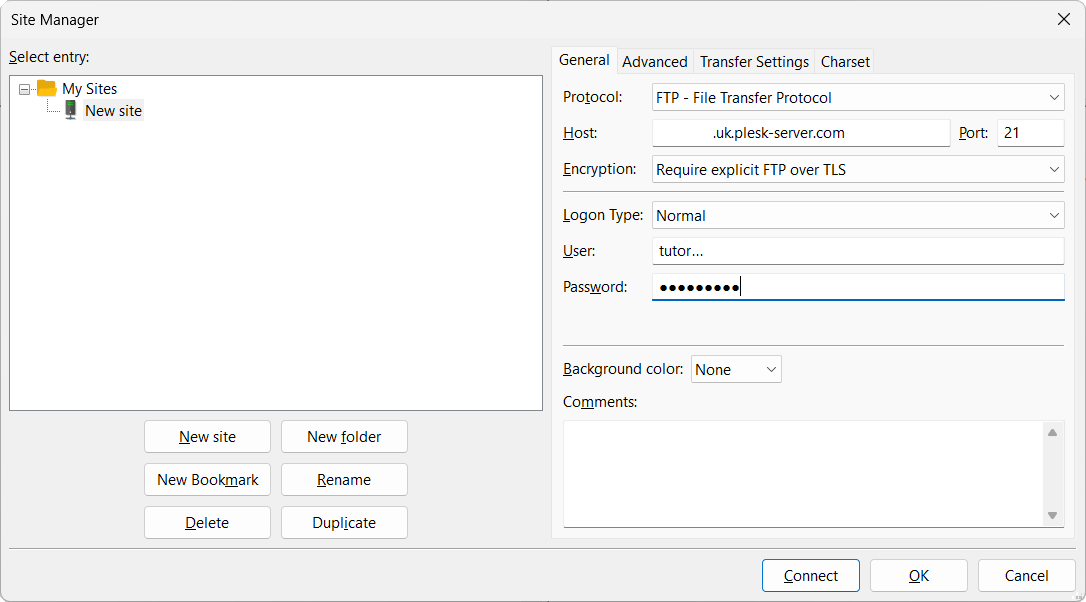 Site Manager
Select entry:
My Sites
New site
New site
New folder
New Bookmark
Rename
Delete
Duplicate
General
Advanced
Transfer Settings
Charset
Protocol:
FTP - File Transfer Protocol
Host:
.uk.plesk-server.com
Port:
21
Encryption:
Require explicit FTP over TLS
Logon Type:
Normal
User:
tutor...
Password:
●●●●●●●●●
Background color:
None
Comments:
Connect
OK
Cancel